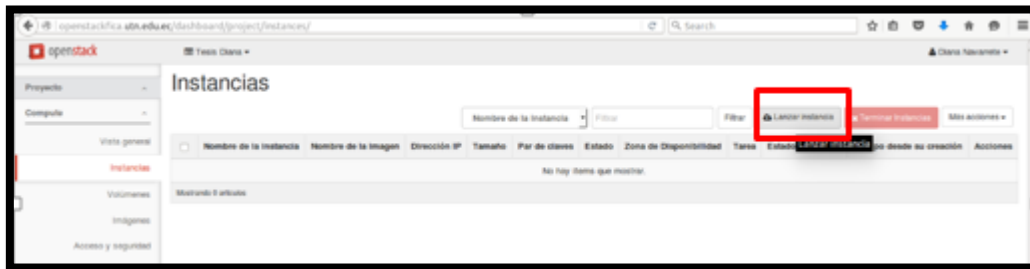 openstackfica.utn.edu.ec/dashboard/project/instances/
Search
openstack
Tesis Diana
Diana Navarrete
Proyecto
Instancias
Compute
Nombre de la Instancia
Filtrar
Filtrar
Lanzar instancia
Terminar Instancias
Más acciones
Vista general
Nombre de la Instancia Nombre de la Imagen Dirección IP Tamaño Par de claves Estado Zona de Disponibilidad Tarea Estado Lanzar instancia desde su creación Acciones
Instancias
No hay ítems que mostrar.
Volúmenes
Mostrando 0 artículos
Imágenes
Acceso y seguridad